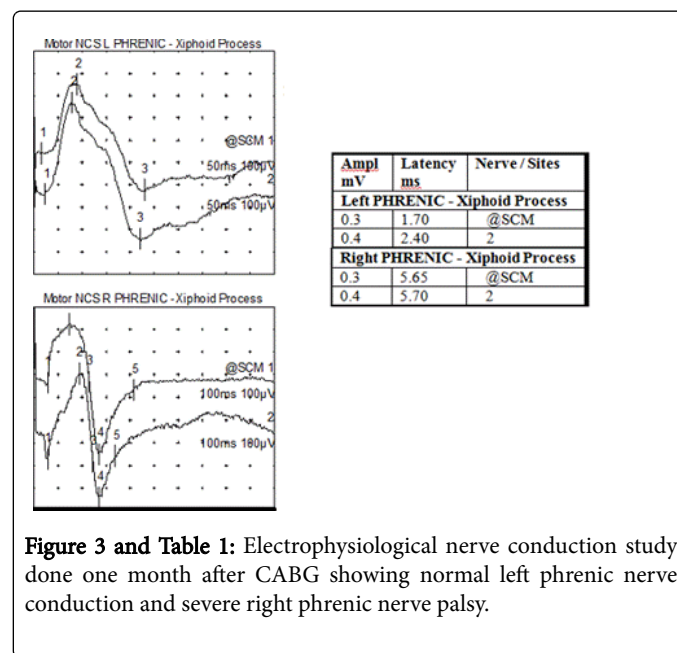 Motor NCS L PHRENIC - Xiphoid Process
2
2
1
@SCM 1
3
50ms 100µV
1
2
3
50ms 100µV
Motor NCS R PHRENIC - Xiphoid Process
1
2
3
@SCM 1
5
100ms 100µV
4
3
5
2
100ms 180µV
4
Ampl mV Latency ms Nerve / Sites
Left PHRENIC - Xiphoid Process
0.3 1.70 @SCM
0.4 2.40 2
Right PHRENIC - Xiphoid Process
0.3 5.65 @SCM
0.4 5.70 2
Figure 3 and Table 1: Electrophysiological nerve conduction study
done one month after CABG showing normal left phrenic nerve
conduction and severe right phrenic nerve palsy.